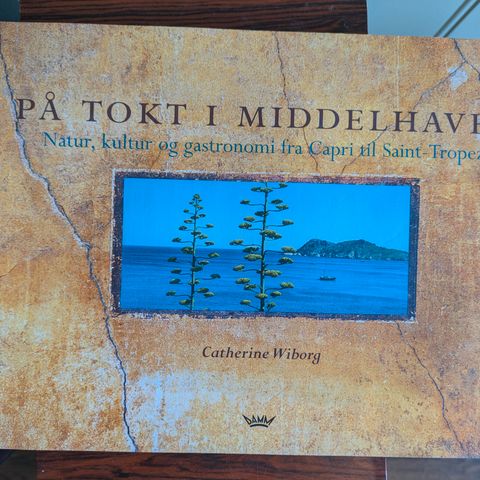 PÅ TOKT I MIDDELHAVE
Natur, kultur og gastronomi fra Capri til Saint-Tropez
Catherine Wiborg
DAMM